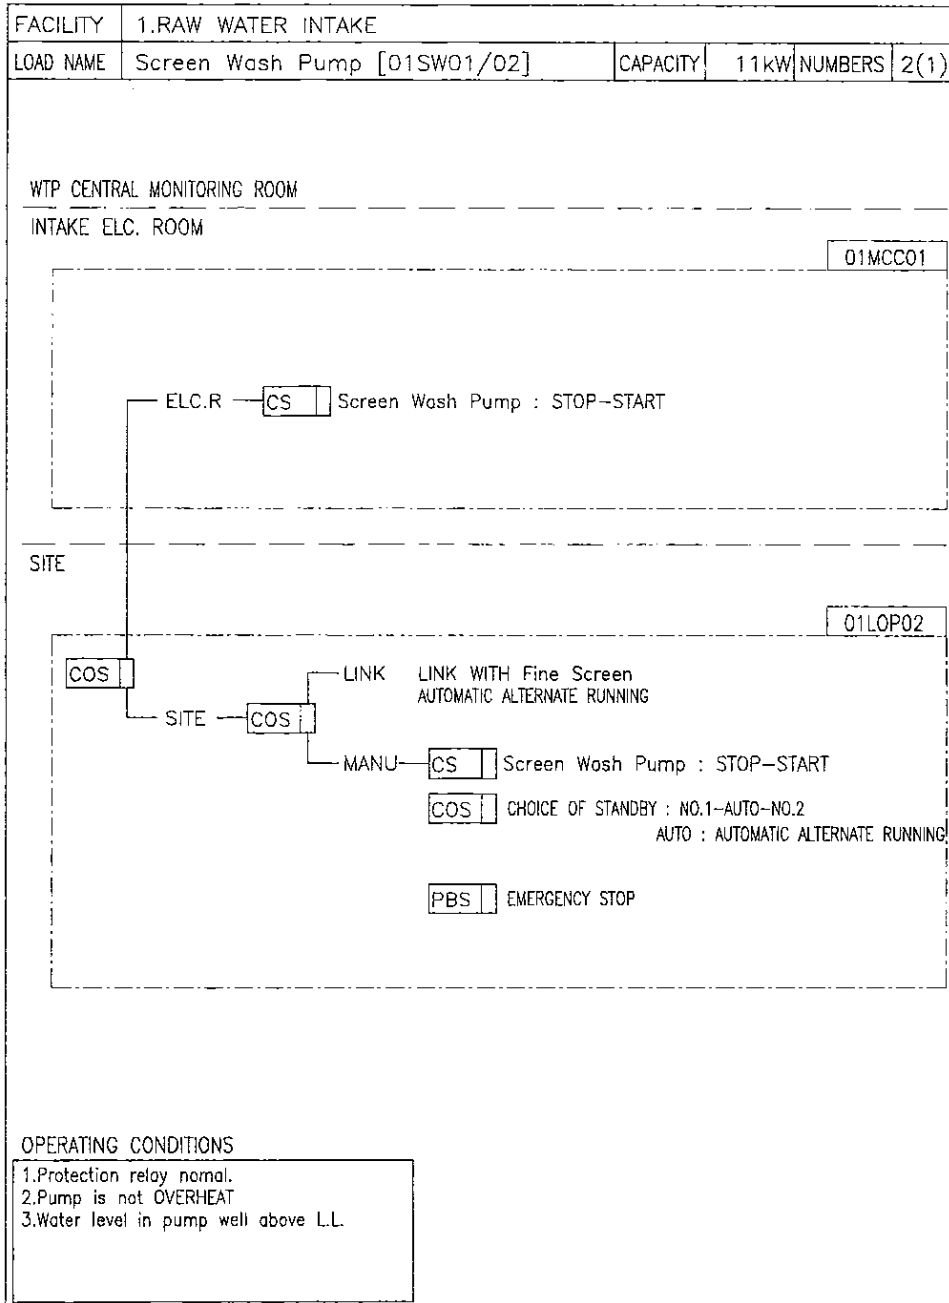 FACILITY 1.RAW WATER INTAKE
LOAD NAME Screen Wash Pump [01SW01/02] CAPACITY 11kW NUMBERS 2(1)
WTP CENTRAL MONITORING ROOM
INTAKE ELC. ROOM
01MCC01
ELC.R CS Screen Wash Pump : STOP-START
SITE
01LOP02
COS LINK LINK WITH Fine Screen
AUTOMATIC ALTERNATE RUNNING
SITE COS
MANU CS Screen Wash Pump : STOP-START
COS CHOICE OF STANDBY : NO.1-AUTO-NO.2
AUTO : AUTOMATIC ALTERNATE RUNNING
PBS EMERGENCY STOP
OPERATING CONDITIONS
1.Protection relay nomal.
2.Pump is not OVERHEAT
3.Water level in pump well above L.L.